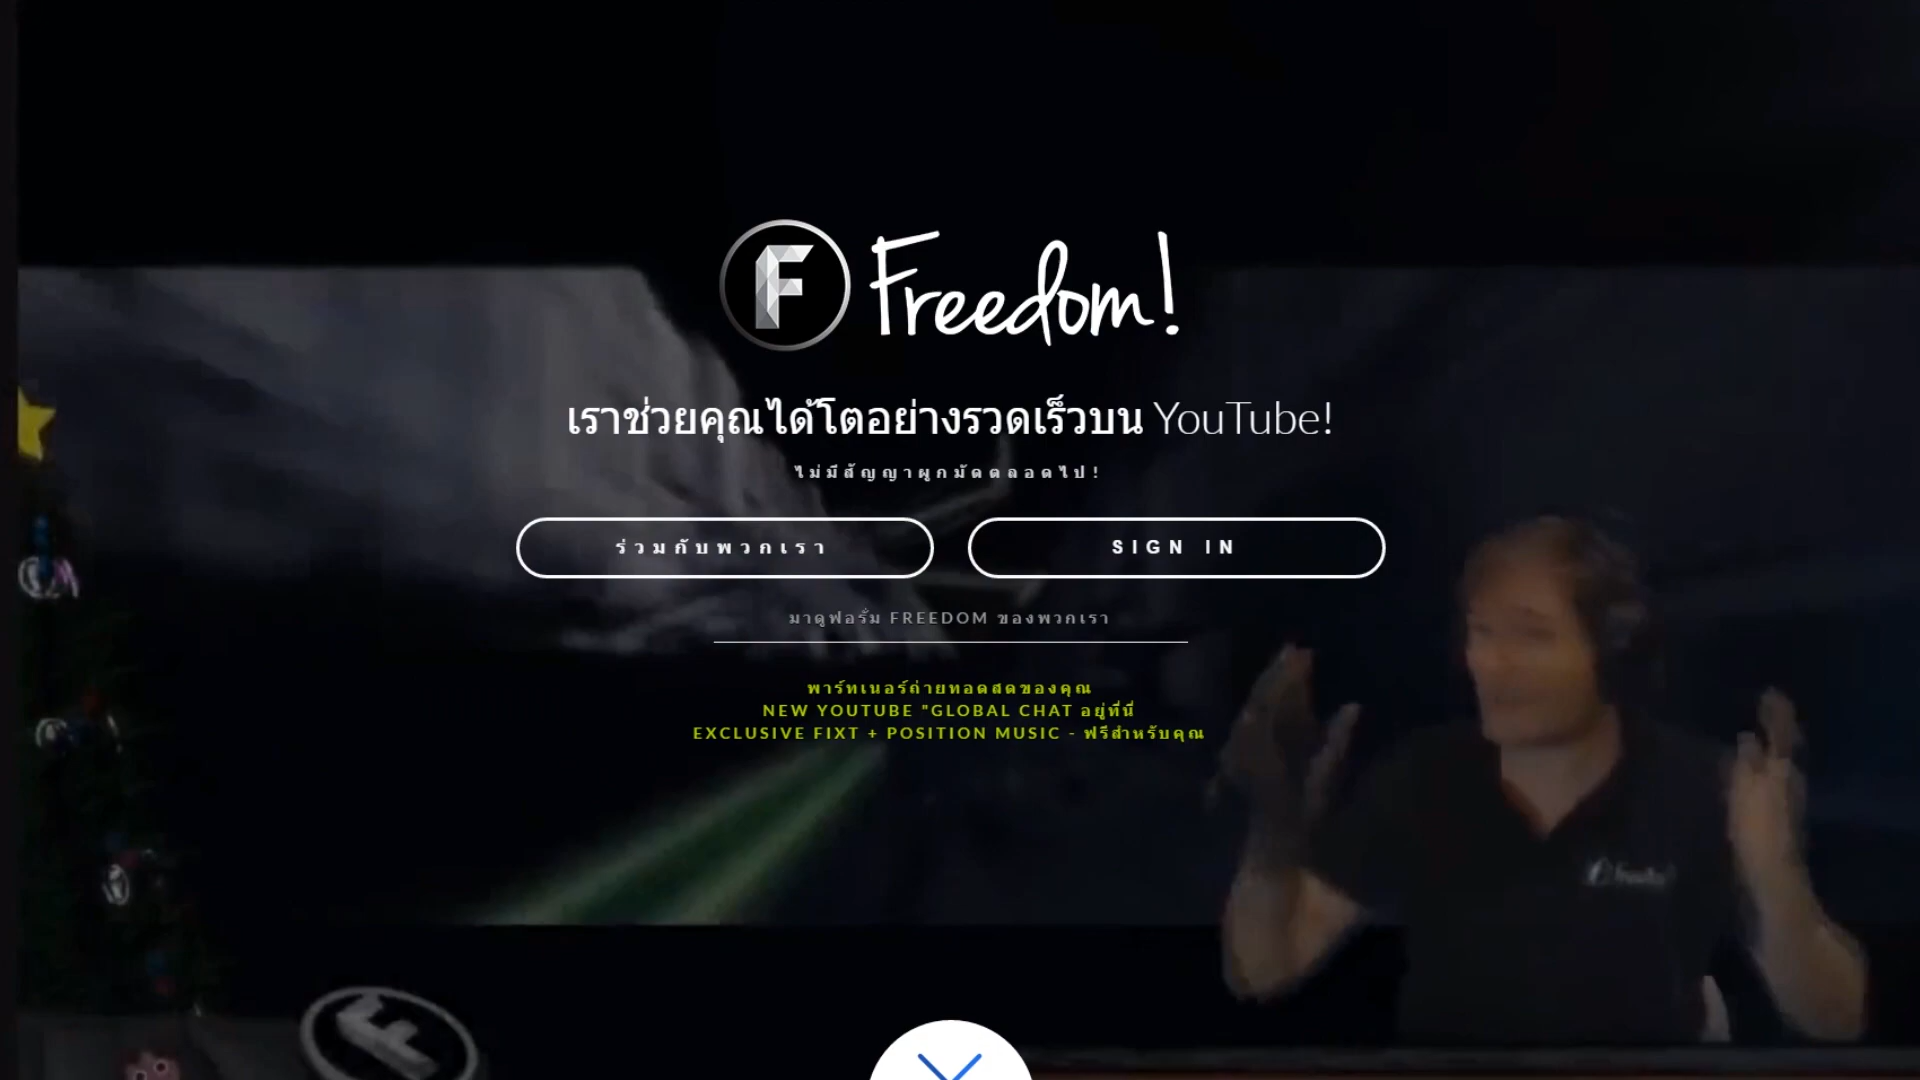 F Freedom!
เราช่วยคุณได้โตอย่างรวดเร็วบน YouTube!
ไม่มีสัญญาผูกมัดตลอดไป!
ร่วมกับพวกเรา
SIGN IN
มาดูฟอรั่ม FREEDOM ของพวกเรา
พาร์ทเนอร์ถ่ายทอดสดของคุณ
NEW YOUTUBE "GLOBAL CHAT อยู่ที่นี่
EXCLUSIVE FIXT + POSITION MUSIC - ฟรีสำหรับคุณ
F